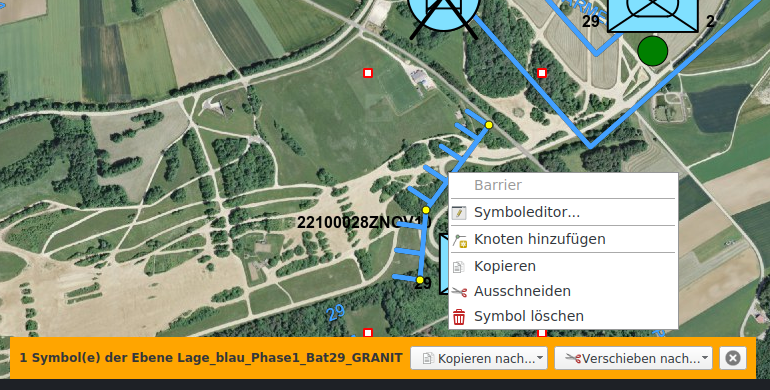 ARME
29
2
Barrier
Symboleditor...
22100028ZNOV1
Knoten hinzufügen
Kopieren
29
Ausschneiden
29
Symbol löschen
1 Symbol(e) der Ebene Lage_blau_Phase1_Bat29_GRANIT
Kopieren nach...
Verschieben nach...